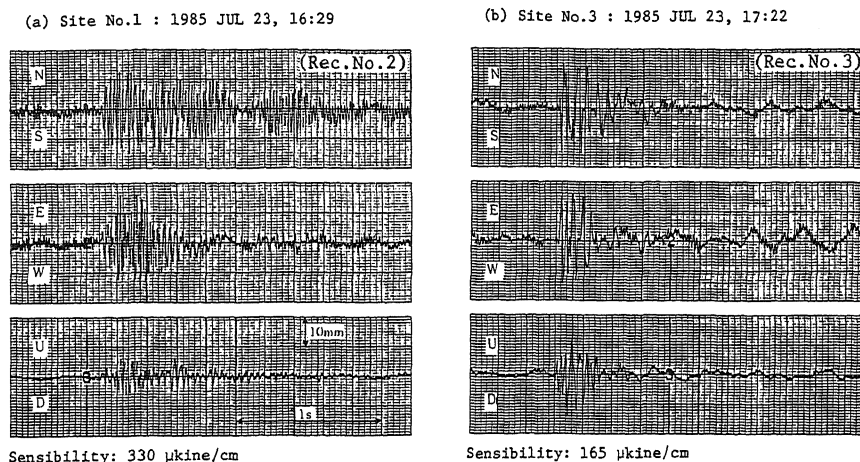 (a) Site No.1 : 1985 JUL 23, 16:29
(Rec.No.2)
N
S
E
W
U
10mm
D
1s
Sensibility: 330 μkine/cm
(b) Site No.3 : 1985 JUL 23, 17:22
(Rec.No.3)
N
S
E
W
U
D
Sensibility: 165 μkine/cm